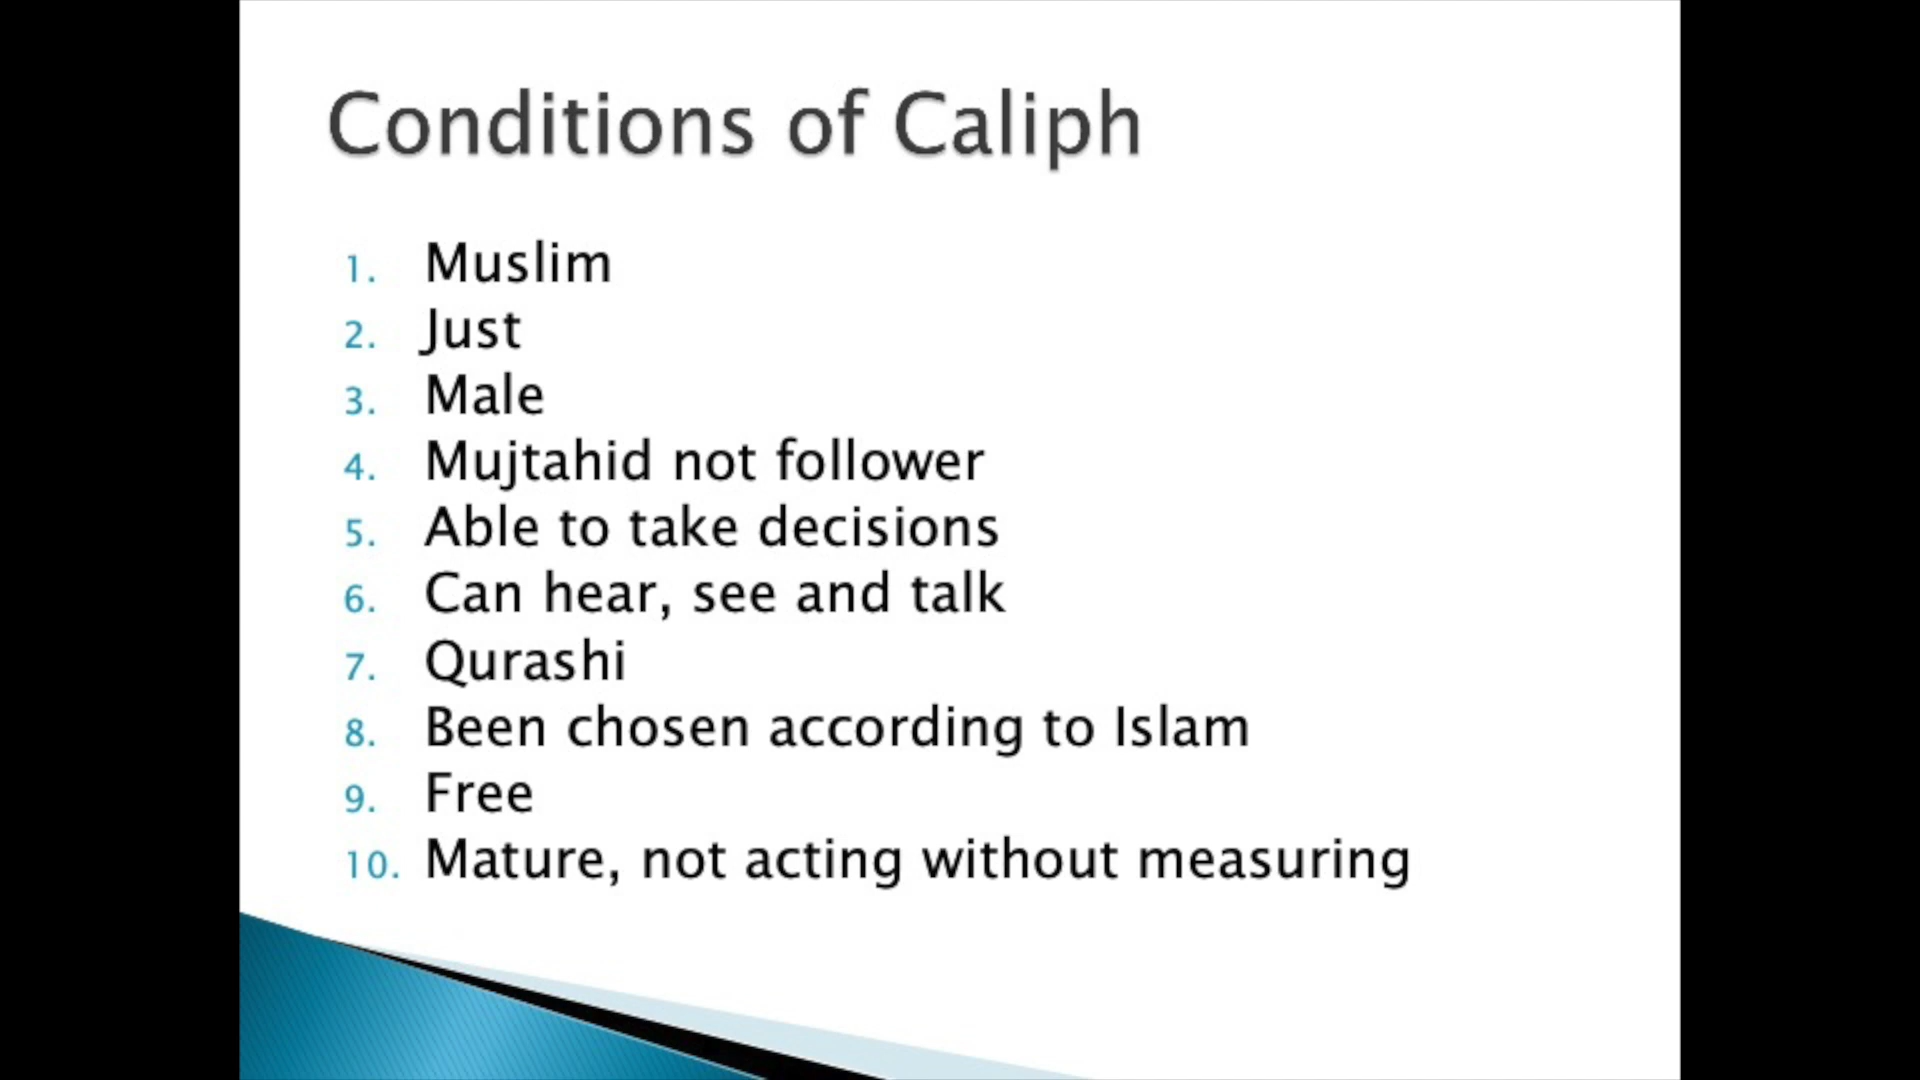 Conditions of Caliph
1. Muslim
2. Just
3. Male
4. Mujtahid not follower
5. Able to take decisions
6. Can hear, see and talk
7. Qurashi
8. Been chosen according to Islam
9. Free
10. Mature, not acting without measuring